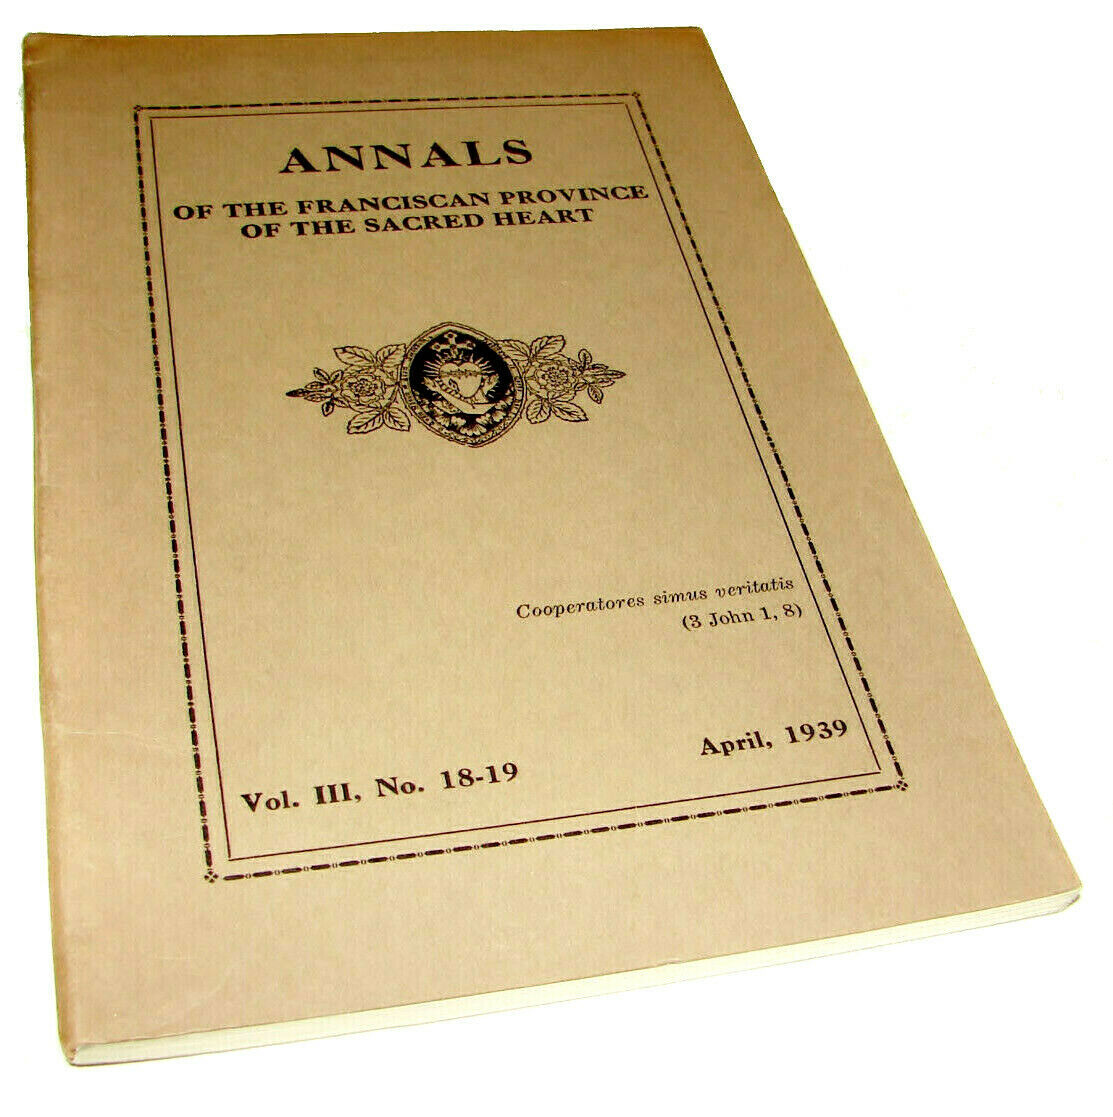 ANNALS
OF THE FRANCISCAN PROVINCE
OF THE SACRED HEART
Cooperatores simus veritatis
(3 John 1, 8)
Vol. III, No. 18-19
April, 1939